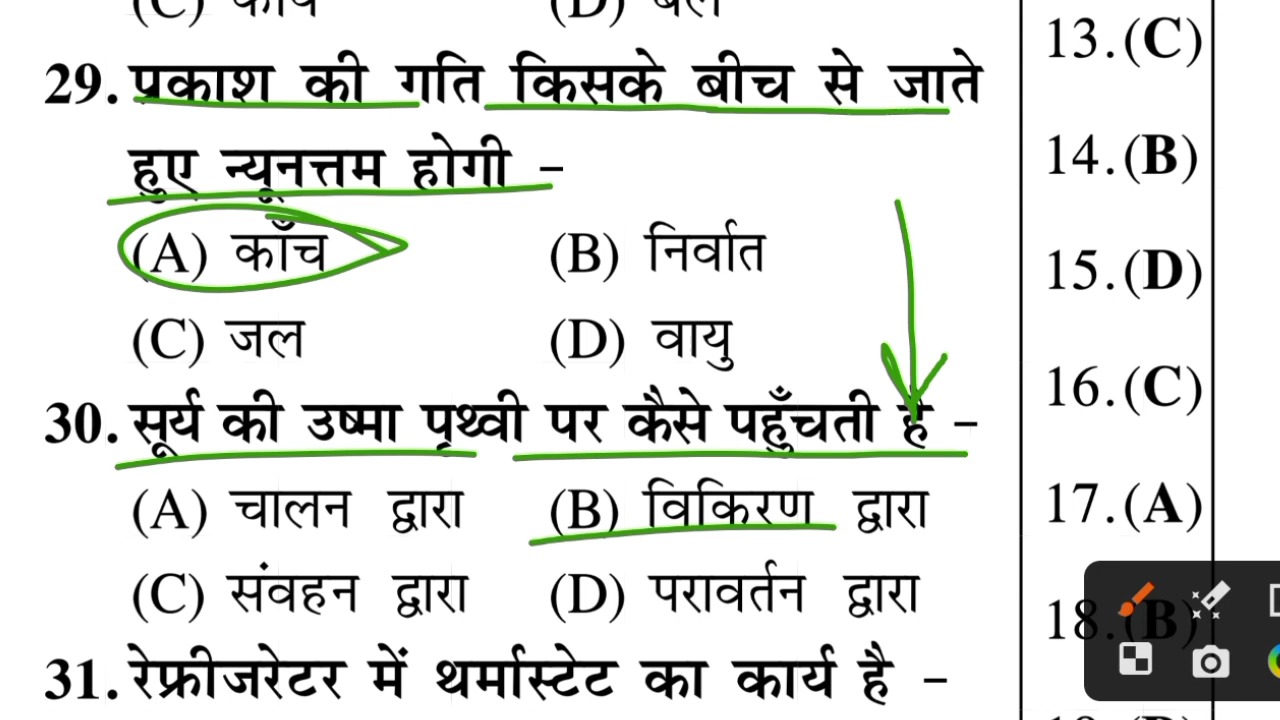 (C) कार्य (D) बल
29. प्रकाश की गति किसके बीच से जाते
हुए न्यूनत्तम होगी -
(A) काँच (B) निर्वात
(C) जल (D) वायु
30. सूर्य की उष्मा पृथ्वी पर कैसे पहुँचती है -
(A) चालन द्वारा (B) विकिरण द्वारा
(C) संवहन द्वारा (D) परावर्तन द्वारा
31. रेफ्रीजरेटर में थर्मास्टेट का कार्य है -
13. (C)
14. (B)
15. (D)
16. (C)
17. (A)
18. (B)